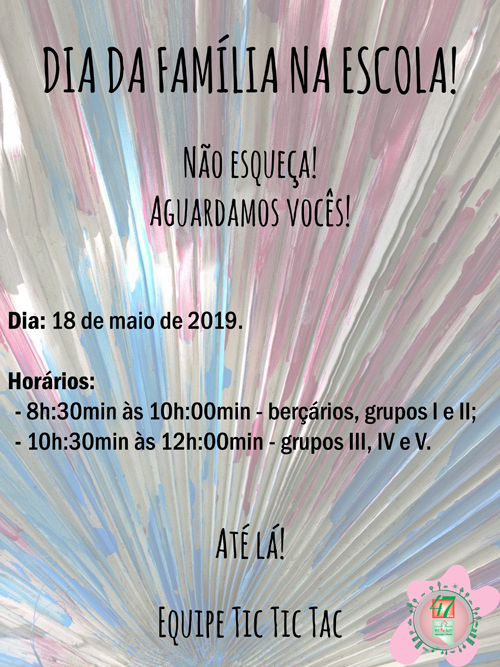 DIA DA FAMÍLIA NA ESCOLA!
NÃO ESQUEÇA!
AGUARDAMOS VOCÊS!
Dia: 18 de maio de 2019.
Horários:
- 8h:30min às 10h:00min - berçários, grupos I e II;
- 10h:30min às 12h:00min - grupos III, IV e V.
ATÉ LÁ!
EQUIPE TIC TIC TAC
47